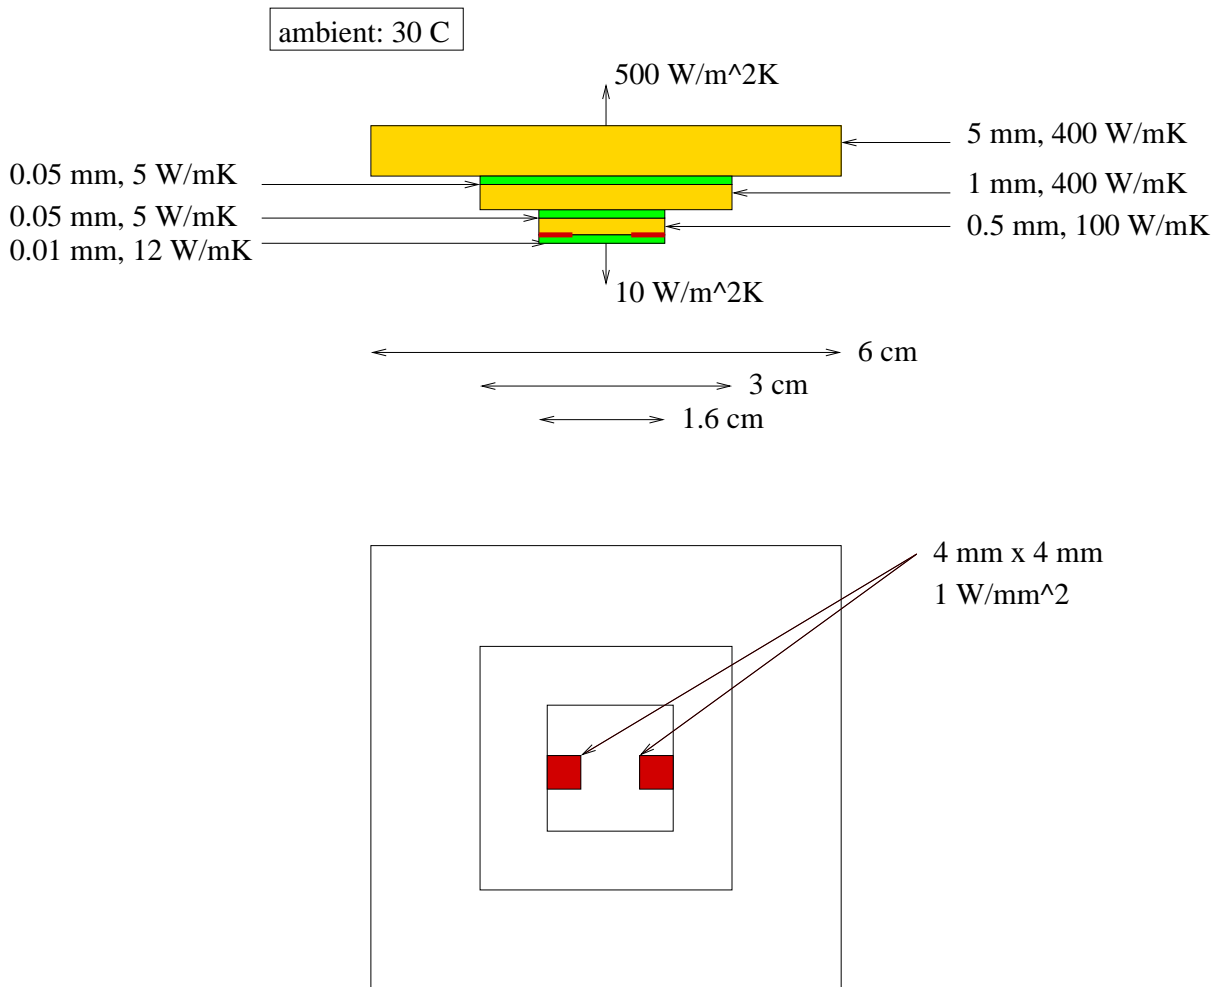 ambient: 30 C
500 W/m^2K
5 mm, 400 W/mK
0.05 mm, 5 W/mK
1 mm, 400 W/mK
0.05 mm, 5 W/mK
0.5 mm, 100 W/mK
0.01 mm, 12 W/mK
10 W/m^2K
6 cm
3 cm
1.6 cm
4 mm x 4 mm
1 W/mm^2